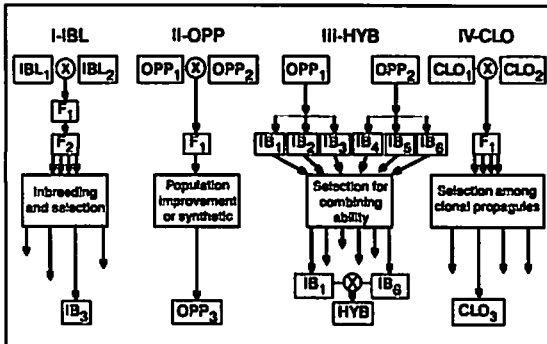 I-IBL II-OPP III-HYB IV-CLO
IBL1 X IBL2 OPP1 X OPP2 OPP1 OPP2 CLO1 X CLO2
F1
F2 F1 IB1 IB2 IB3 IB4 IB5 IB6 F1
Inbreeding and selection
Population improvement or synthetic
Selection for combining ability
Selection among clonal propagules
IB3 OPP3 IB1 X IB6 CLO3
HYB